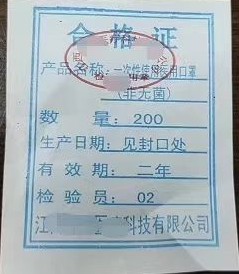 合格证
产品名称：一次性使用医用口罩
(非无菌)
数量：200
生产日期：见封口处
有效期：二年
检验员：02
江 科技有限公司